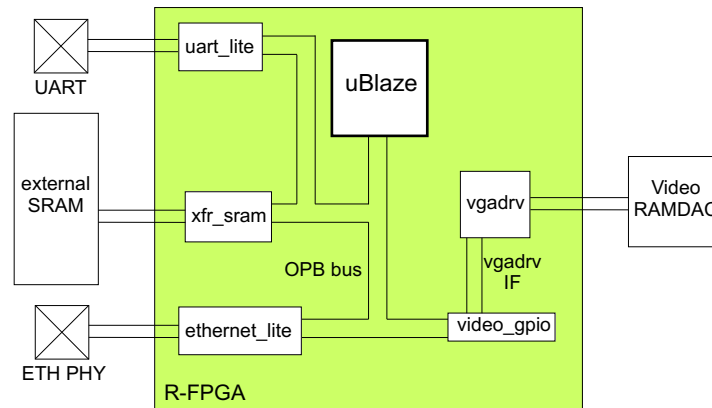 uart_lite
UART
uBlaze
external
SRAM
xfr_sram
vgadrv
Video
RAMDAC
OPB bus
vgadrv
IF
ethernet_lite
video_gpio
ETH PHY
R-FPGA